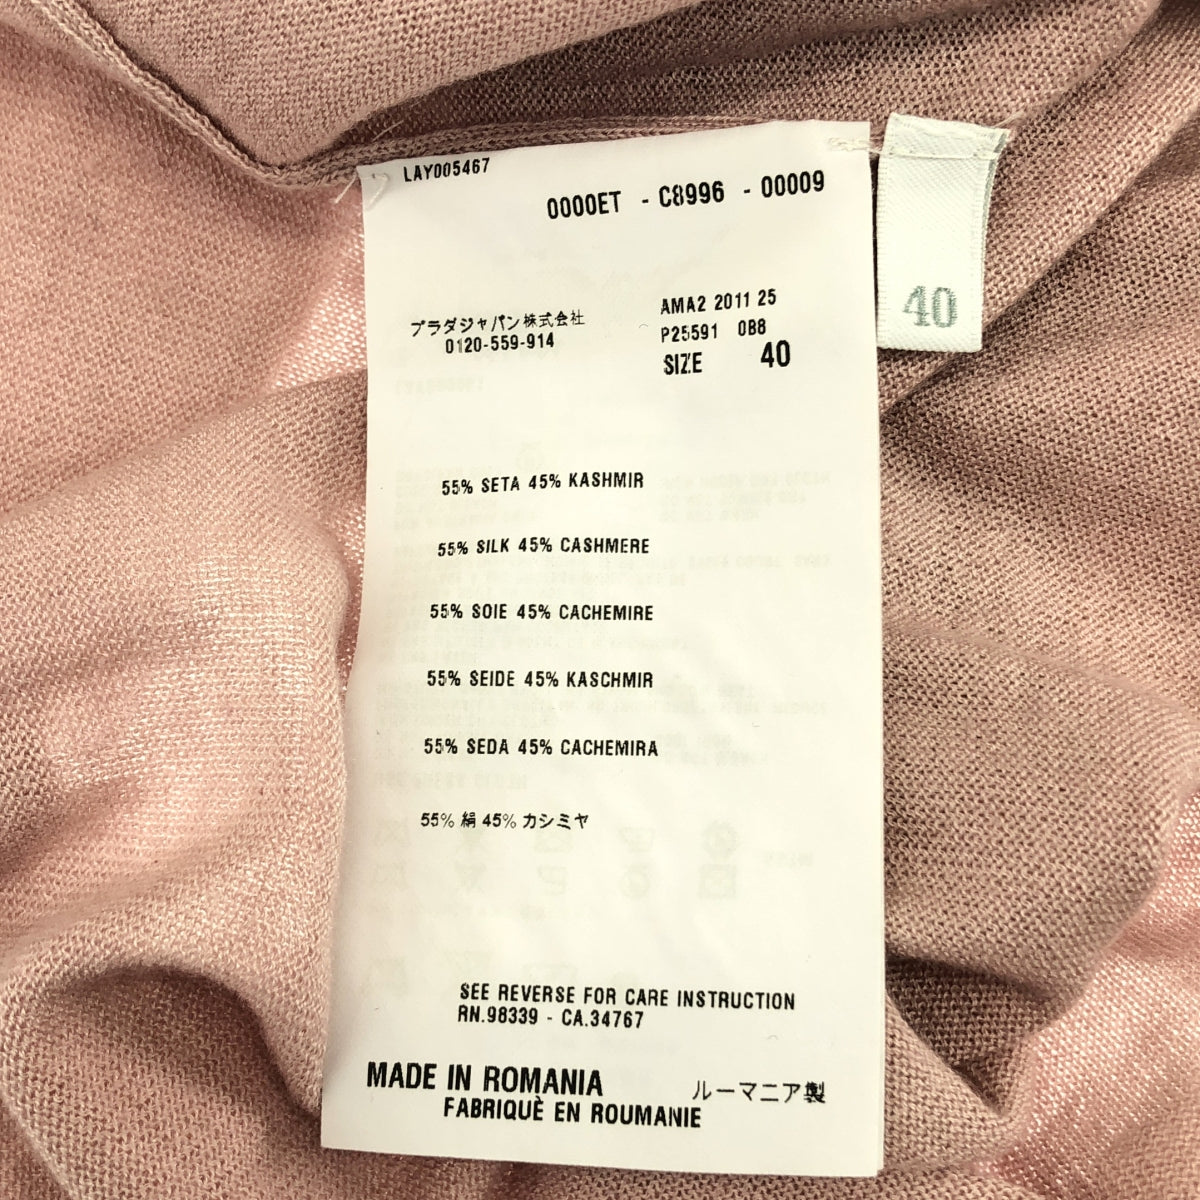 LAY005467
0000ET - C8996 - 00009
40
プラダジャパン株式会社
0120-559-914
AMA2 2011 25
P25591 0B8
SIZE 40
55% SETA 45% KASHMIR
55% SILK 45% CASHMERE
55% SOIE 45% CACHEMIRE
55% SEIDE 45% KASCHMIR
55% SEDA 45% CACHEMIRA
55% 絹 45% カシミヤ
SEE REVERSE FOR CARE INSTRUCTION
RN.98339 - CA.34767
MADE IN ROMANIA ルーマニア製
FABRIQUÈ EN ROUMANIE